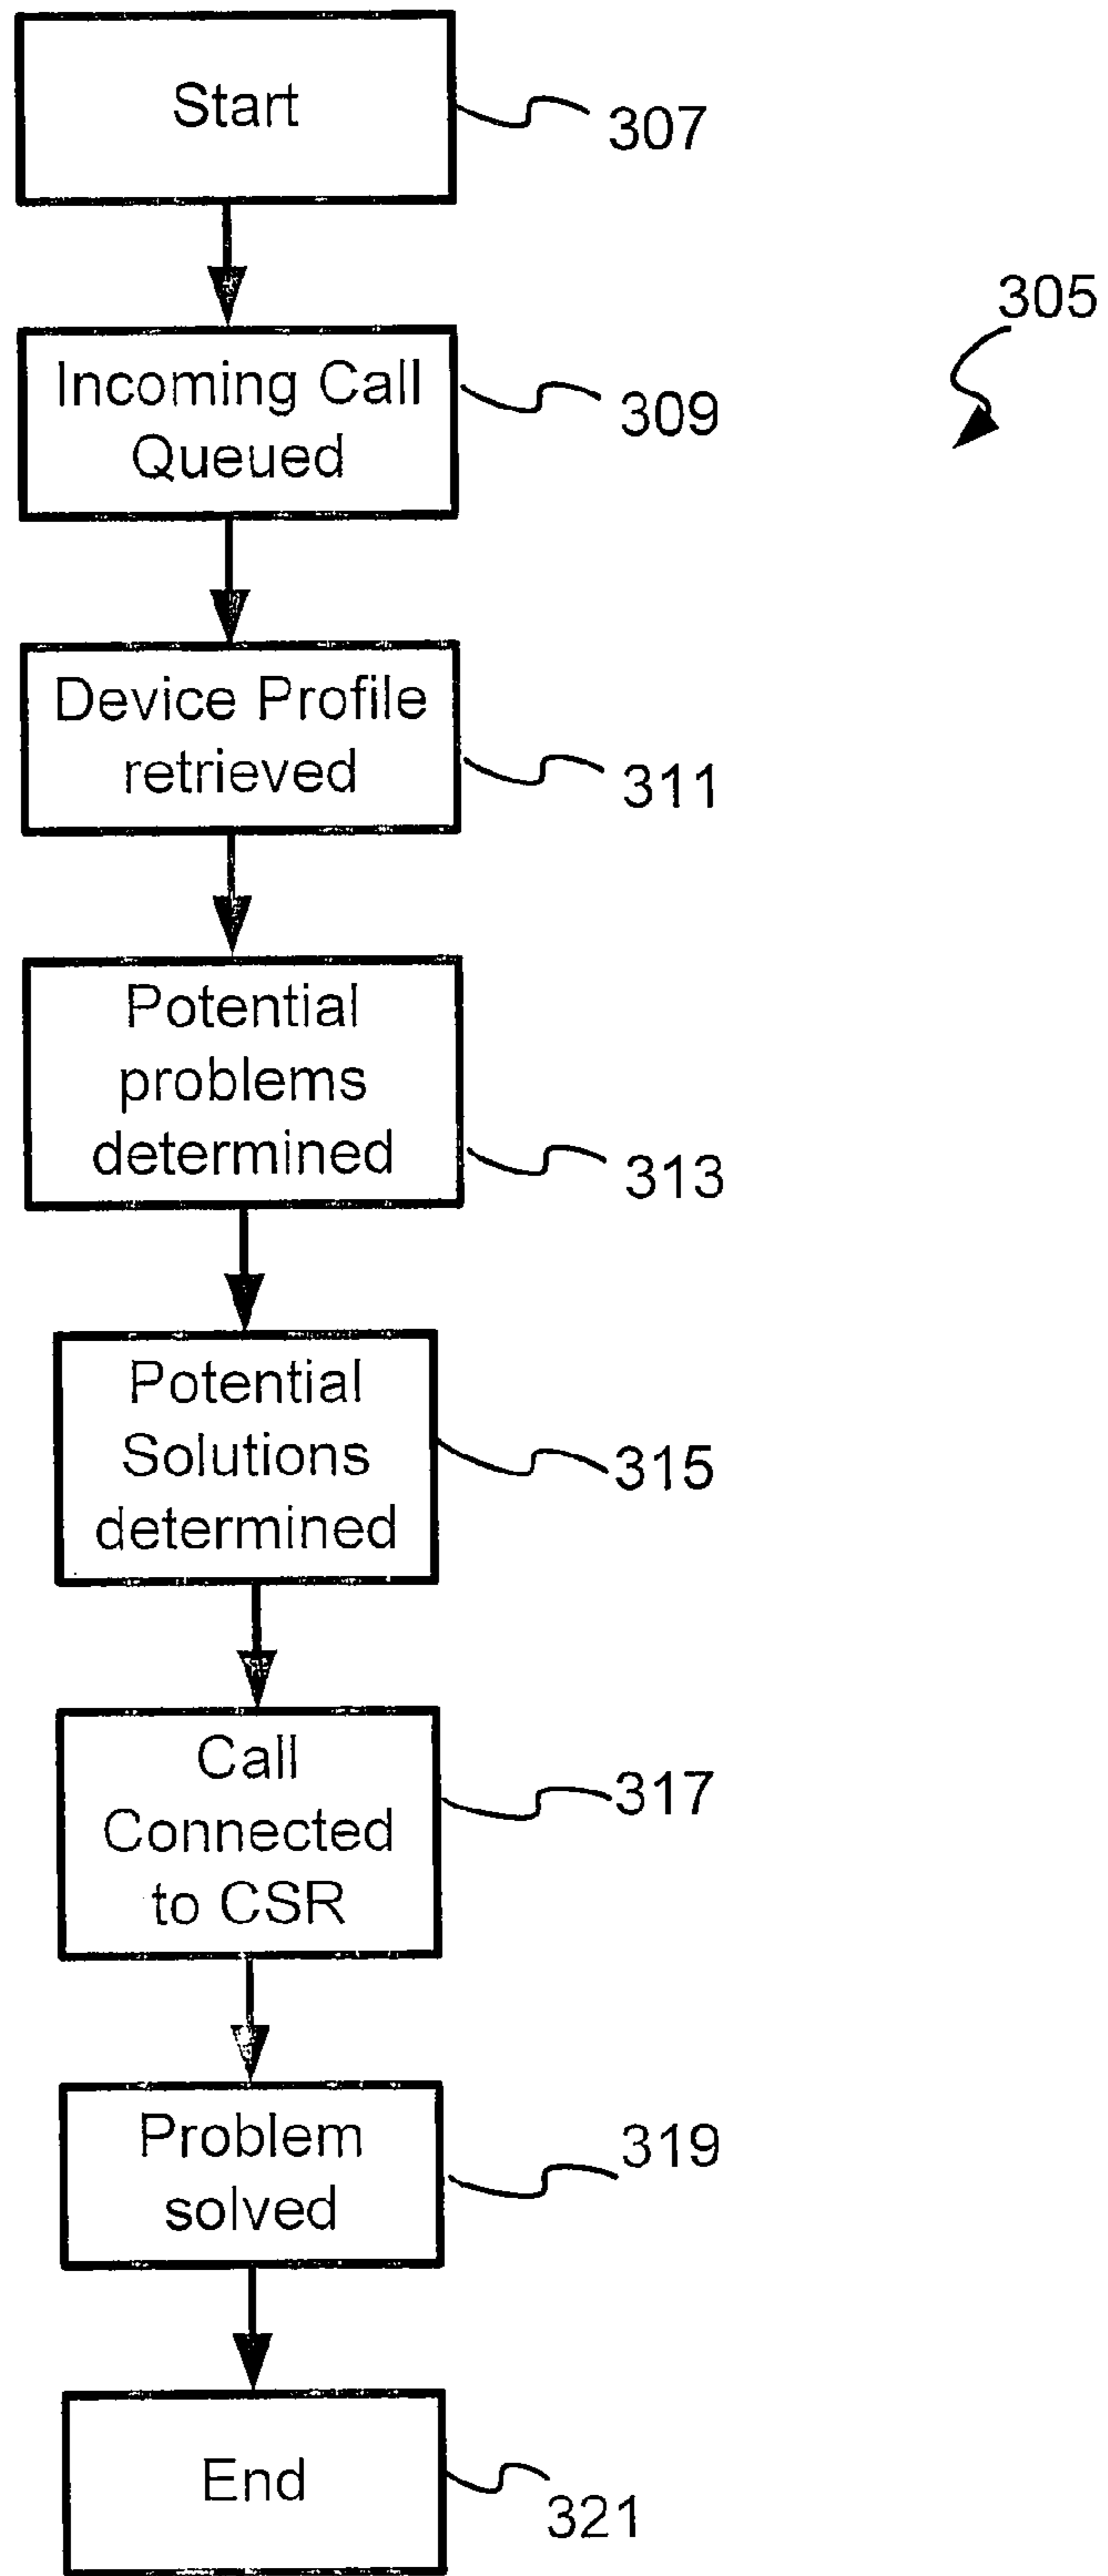 Start
307
305
Incoming Call
Queued
309
Device Profile
retrieved
311
Potential
problems
determined
313
Potential
Solutions
determined
315
Call
Connected
to CSR
317
Problem
solved
319
End
321